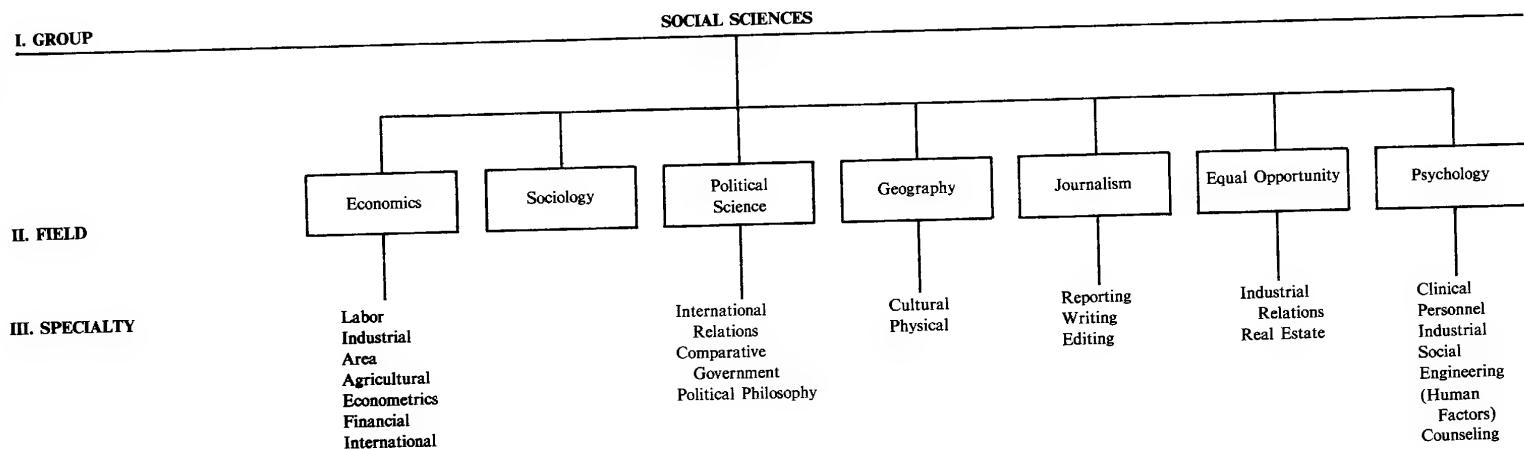 SOCIAL SCIENCES
I. GROUP
Economics
Sociology
Political
Science
Geography
Journalism
Equal Opportunity
Psychology
II. FIELD
III. SPECIALTY
Labor
Industrial
Area
Agricultural
Econometrics
Financial
International
International
Relations
Comparative
Government
Political Philosophy
Cultural
Physical
Reporting
Writing
Editing
Industrial
Relations
Real Estate
Clinical
Personnel
Industrial
Social
Engineering
(Human
Factors)
Counseling